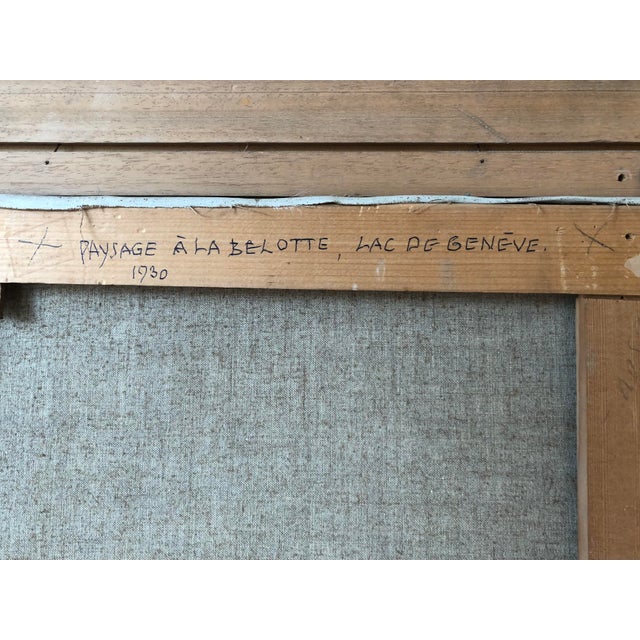 PAYSAGE À LA BELOTTE, LAC DE GENÈVE.
1930